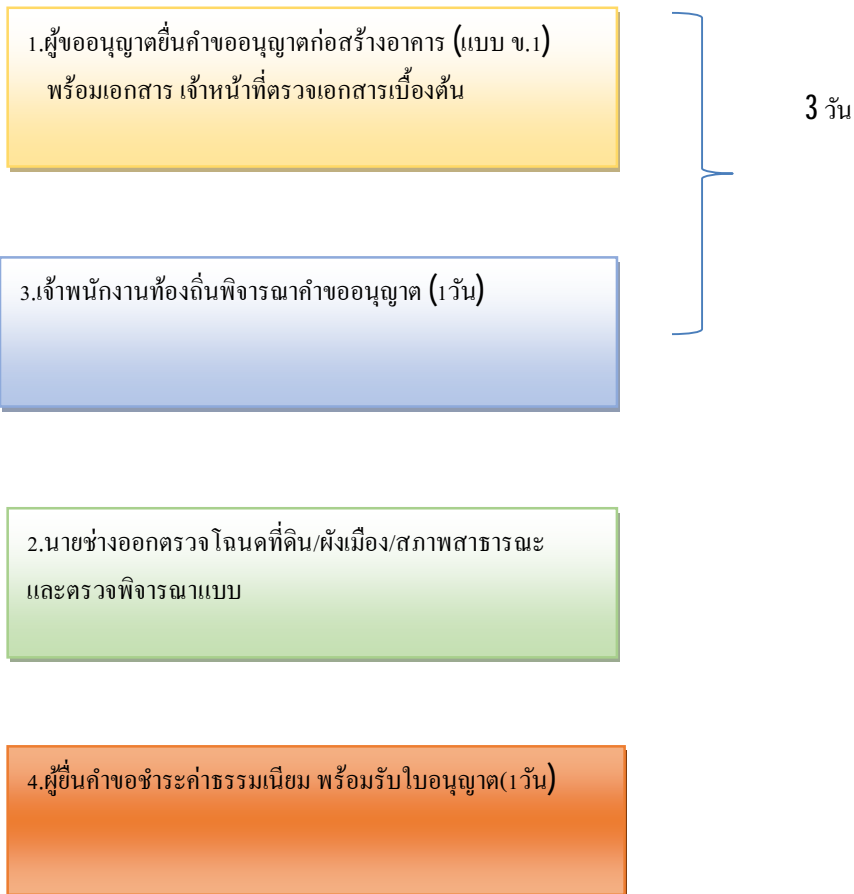 1.ผู้ขออนุญาตยื่นคำขออนุญาตก่อสร้างอาคาร (แบบ ข.1)
พร้อมเอกสาร เจ้าหน้าที่ตรวจเอกสารเบื้องต้น
3 วัน
3.เจ้าพนักงานท้องถิ่นพิจารณาคำขออนุญาต (1วัน)
2.นายช่างออกตรวจโฉนดที่ดิน/ผังเมือง/สภาพสาธารณะ
และตรวจพิจารณาแบบ
4.ผู้ยื่นคำขอชำระค่าธรรมเนียม พร้อมรับใบอนุญาต(1วัน)